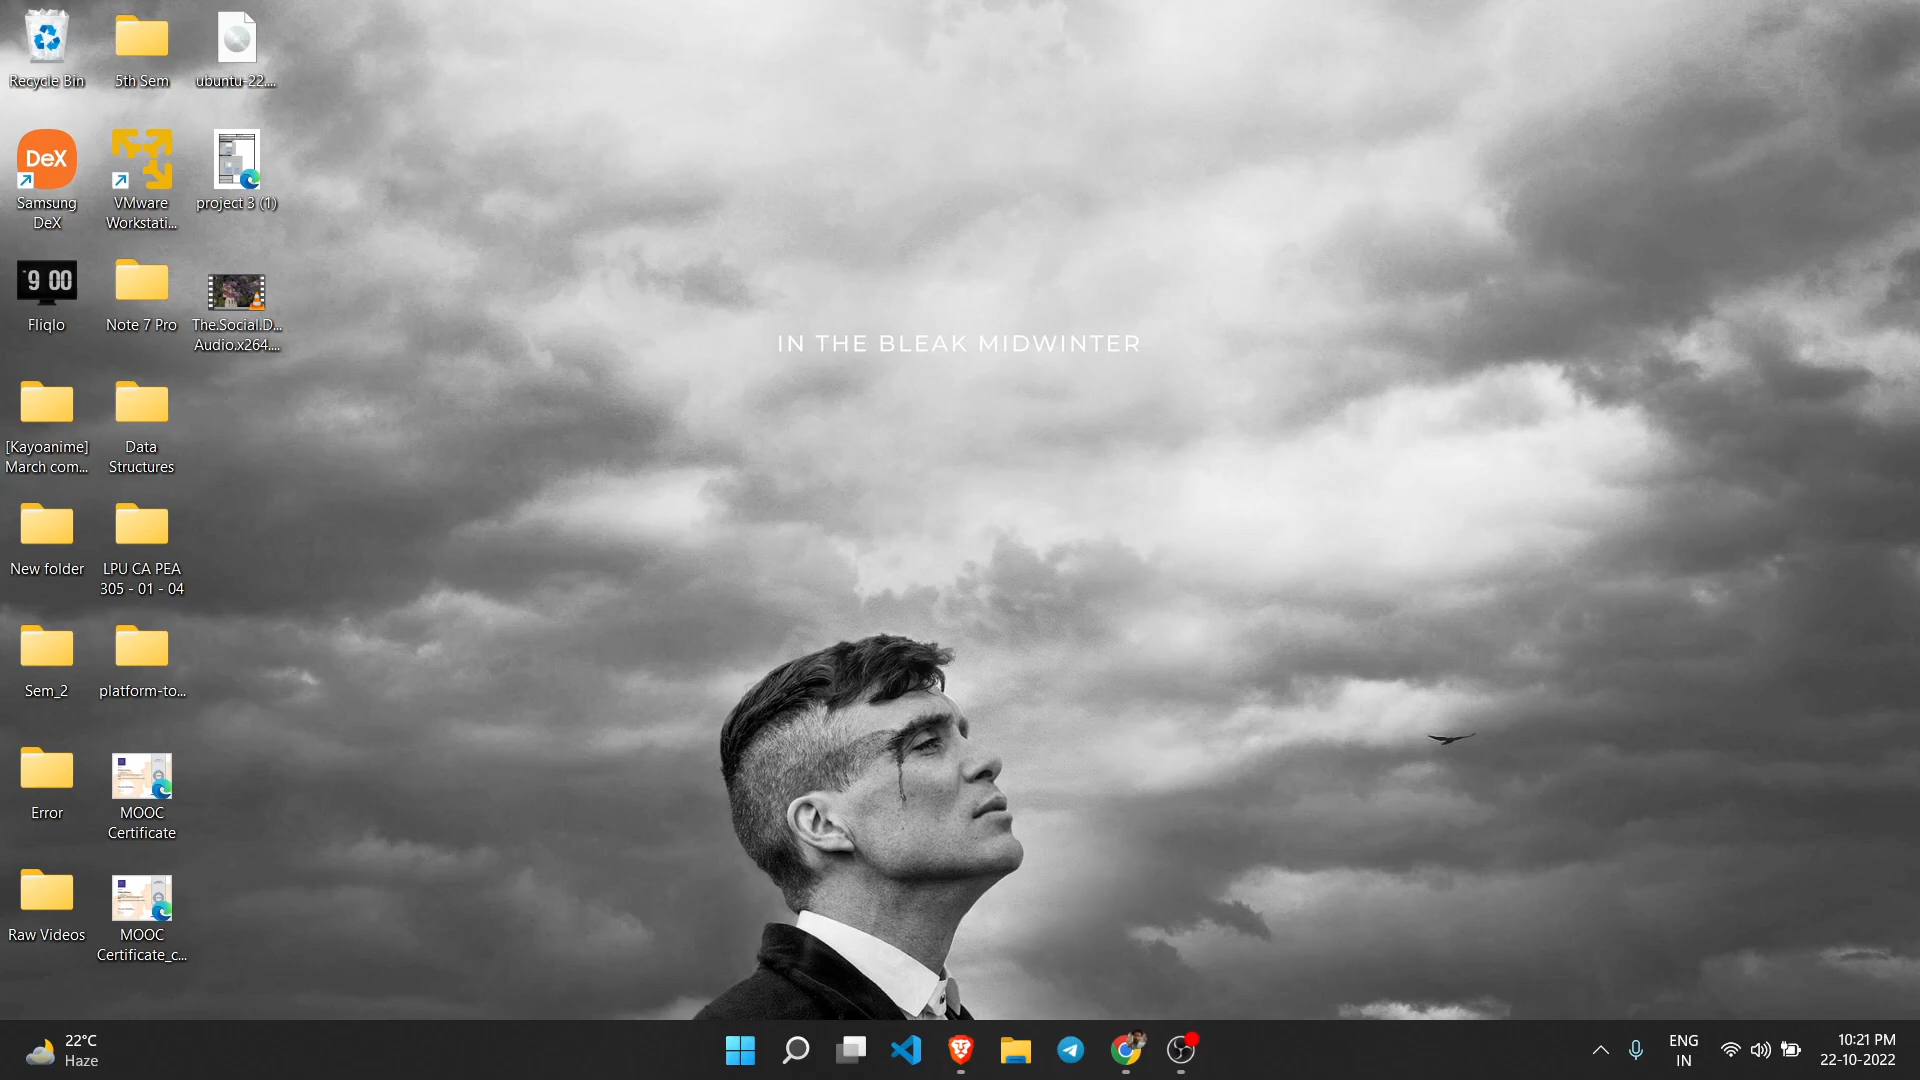 Recycle Bin
5th Sem
ubuntu-22....
DeX
Samsung
DeX
VMware
Workstati...
project 3 (1)
9 00
Fliqlo
Note 7 Pro
The.Social.D...
Audio.x264....
IN THE BLEAK MIDWINTER
[Kayoanime]
March com...
Data
Structures
New folder
LPU CA PEA
305 - 01 - 04
Sem_2
platform-to...
Error
MOOC
Certificate
Raw Videos
MOOC
Certificate_c...
22°C
Haze
ENG
IN
10:21 PM
22-10-2022